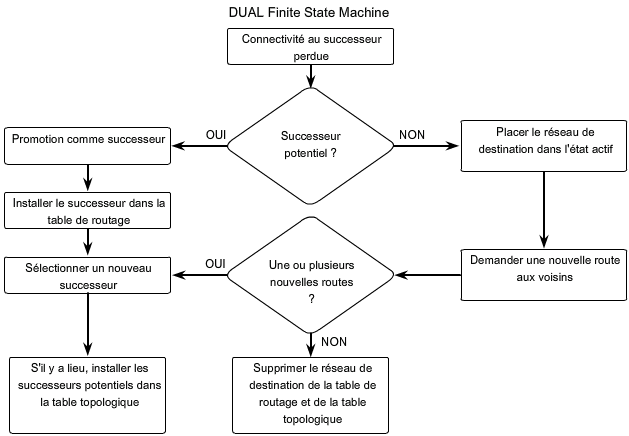 DUAL Finite State Machine
Connectivité au successeur
perdue
Successeur
potentiel ?
OUI
NON
Promotion comme successeur
Placer le réseau de
destination dans l'état actif
Installer le successeur dans la
table de routage
Sélectionner un nouveau
successeur
OUI
Une ou plusieurs
nouvelles routes
?
Demander une nouvelle route
aux voisins
NON
S'il y a lieu, installer les
successeurs potentiels dans
la table topologique
Supprimer le réseau de
destination de la table de
routage et de la table
topologique